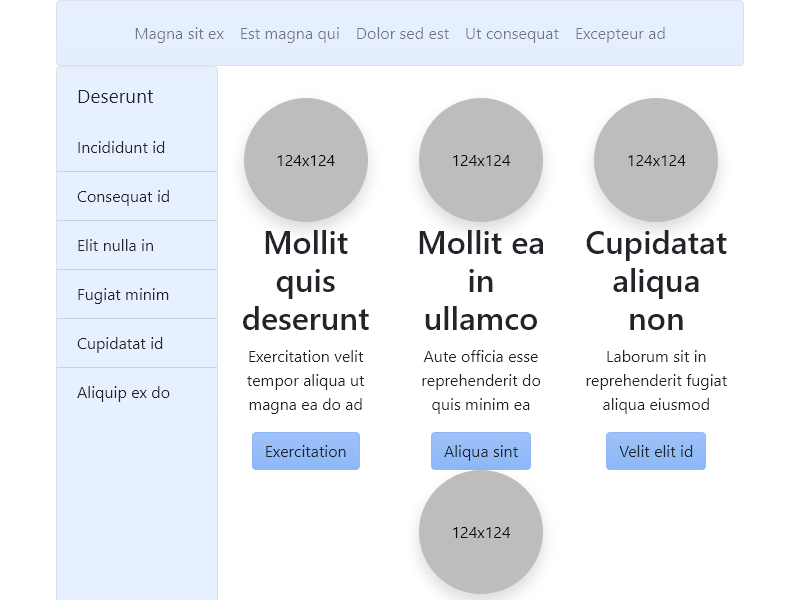 Magna sit ex Est magna qui Dolor sed est Ut consequat Excepteur ad
Deserunt
Incididunt id
Consequat id
Elit nulla in
Fugiat minim
Cupidatat id
Aliquip ex do
124x124
Mollit
quis
deserunt
Exercitation velit
tempor aliqua ut
magna ea do ad
Exercitation
124x124
Mollit ea
in
ullamco
Aute officia esse
reprehenderit do
quis minim ea
Aliqua sint
124x124
Cupidatat
aliqua
non
Laborum sit in
reprehenderit fugiat
aliqua eiusmod
Velit elit id
124x124